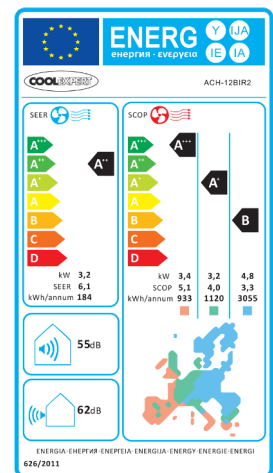 ENERG Y IJA
енергия · ενεργεια IE IA
COOLEXPERT ACH-12BIR2
SEER SCOP
A+++ A+++ A+++
A++ A++ A++
A+ A+ A+
A A
B B B
C C
D D
kW 3,2 kW 3,4 3,2 4,8
SEER 6,1 SCOP 5,1 4,0 3,3
kWh/annum 184 kWh/annum 933 1120 3055
55dB
62dB
ENERGIA·ЕНЕРГИЯ·ΕΝΕΡΓΕΙΑ·ENERGIJA·ENERGY·ENERGIE·ENERGI
626/2011